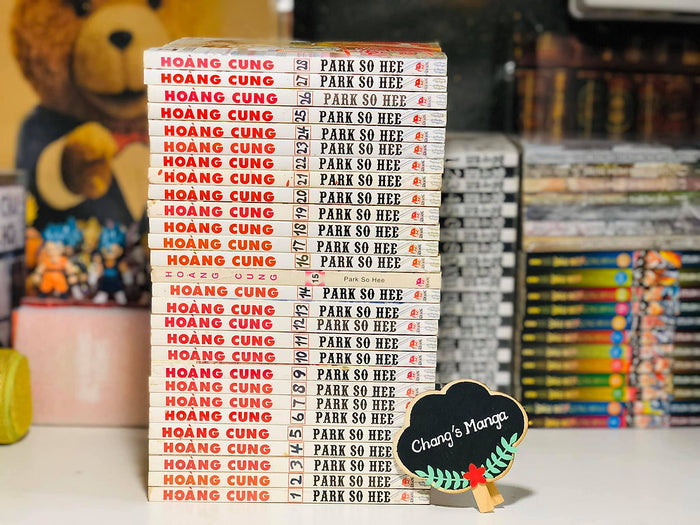 HOÀNG CUNG 28 PARK SO HEE
HOÀNG CUNG 27 PARK SO HEE
HOÀNG CUNG 26 PARK SO HEE
HOÀNG CUNG 25 PARK SO HEE
HOÀNG CUNG 24 PARK SO HEE
HOÀNG CUNG 23 PARK SO HEE
HOÀNG CUNG 22 PARK SO HEE
HOÀNG CUNG 21 PARK SO HEE
HOÀNG CUNG 20 PARK SO HEE
HOÀNG CUNG 19 PARK SO HEE
HOÀNG CUNG 18 PARK SO HEE
HOÀNG CUNG 17 PARK SO HEE
HOÀNG CUNG 16 PARK SO HEE
HOÀNG CUNG 15 Park So Hee
HOÀNG CUNG 14 PARK SO HEE
HOÀNG CUNG 13 PARK SO HEE
HOÀNG CUNG 12 PARK SO HEE
HOÀNG CUNG 11 PARK SO HEE
HOÀNG CUNG 10 PARK SO HEE
HOÀNG CUNG 9 PARK SO HEE
HOÀNG CUNG 8 PARK SO HEE
HOÀNG CUNG 7 PARK SO HEE
HOÀNG CUNG 6 PARK SO HEE
HOÀNG CUNG 5 PARK SO HEE
HOÀNG CUNG 4 PARK SO HEE
HOÀNG CUNG 3 PARK SO HEE
HOÀNG CUNG 2 PARK SO HEE
HOÀNG CUNG 1 PARK SO HEE
Chang's Manga